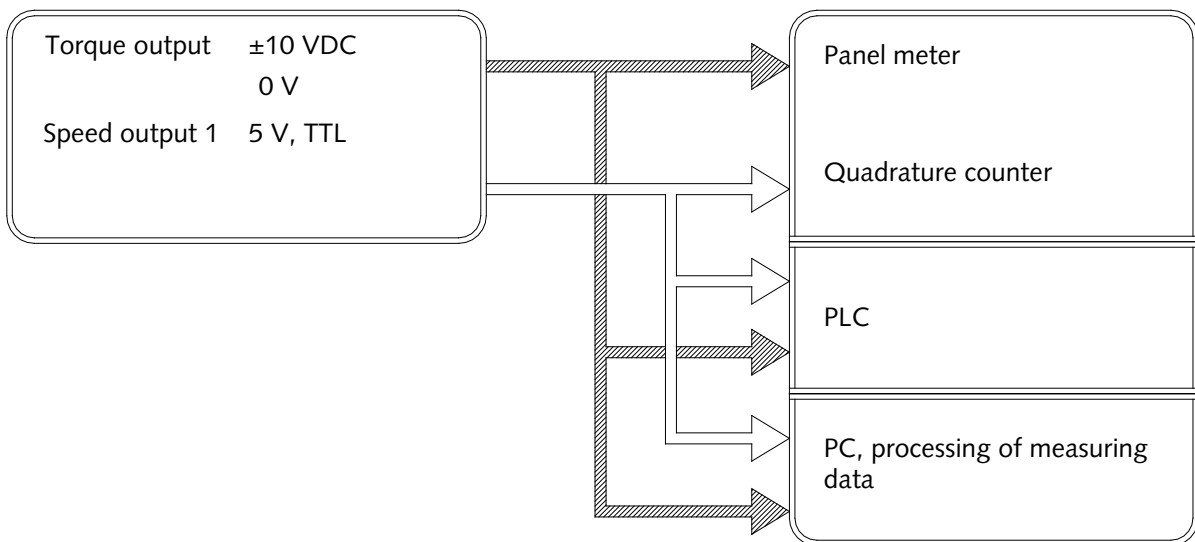 Torque output ±10 VDC
0 V
Speed output 1 5 V, TTL
Panel meter
Quadrature counter
PLC
PC, processing of measuring
data